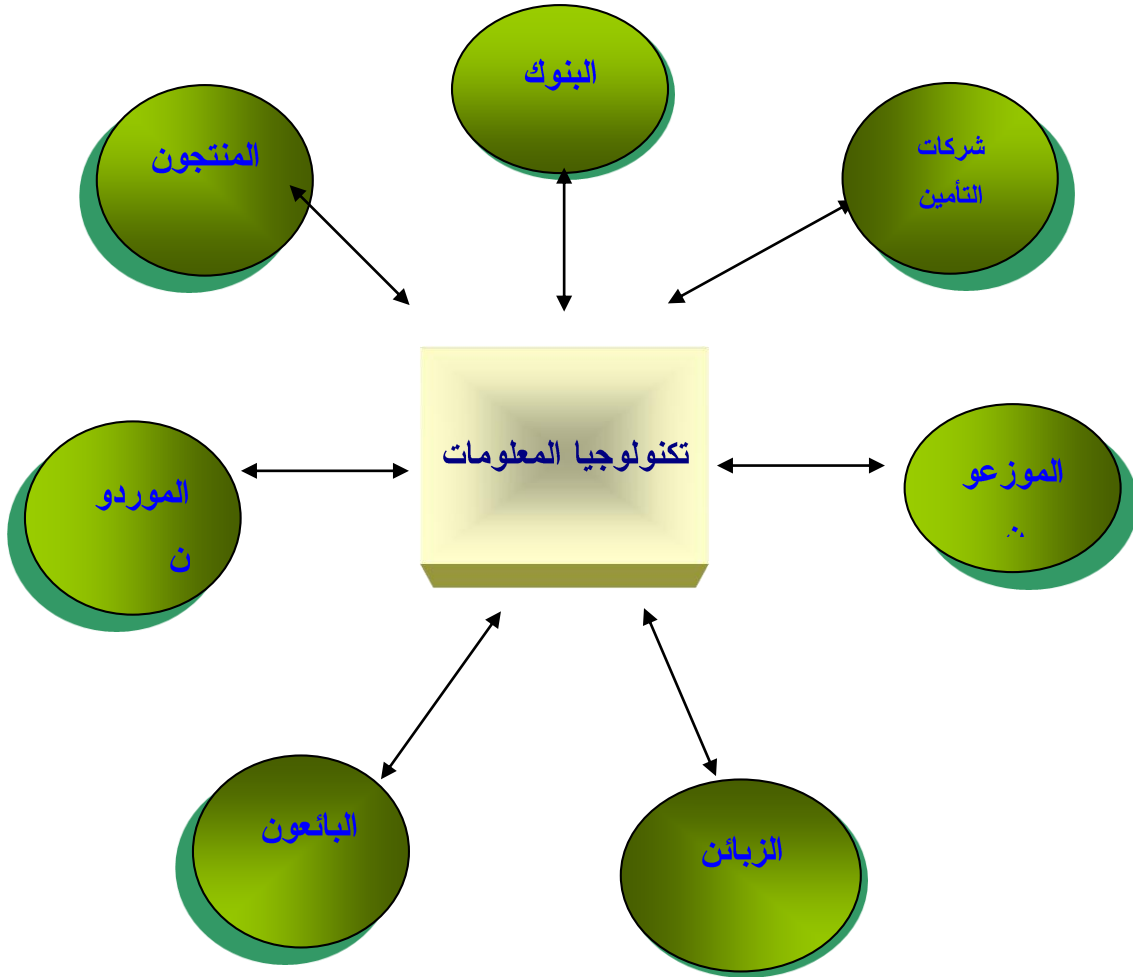 البنوك
المنتجون
شركات
التأمين
تكنولوجيا المعلومات
الموردو
ن
الموزعو
ن
البائعون
الزبائن